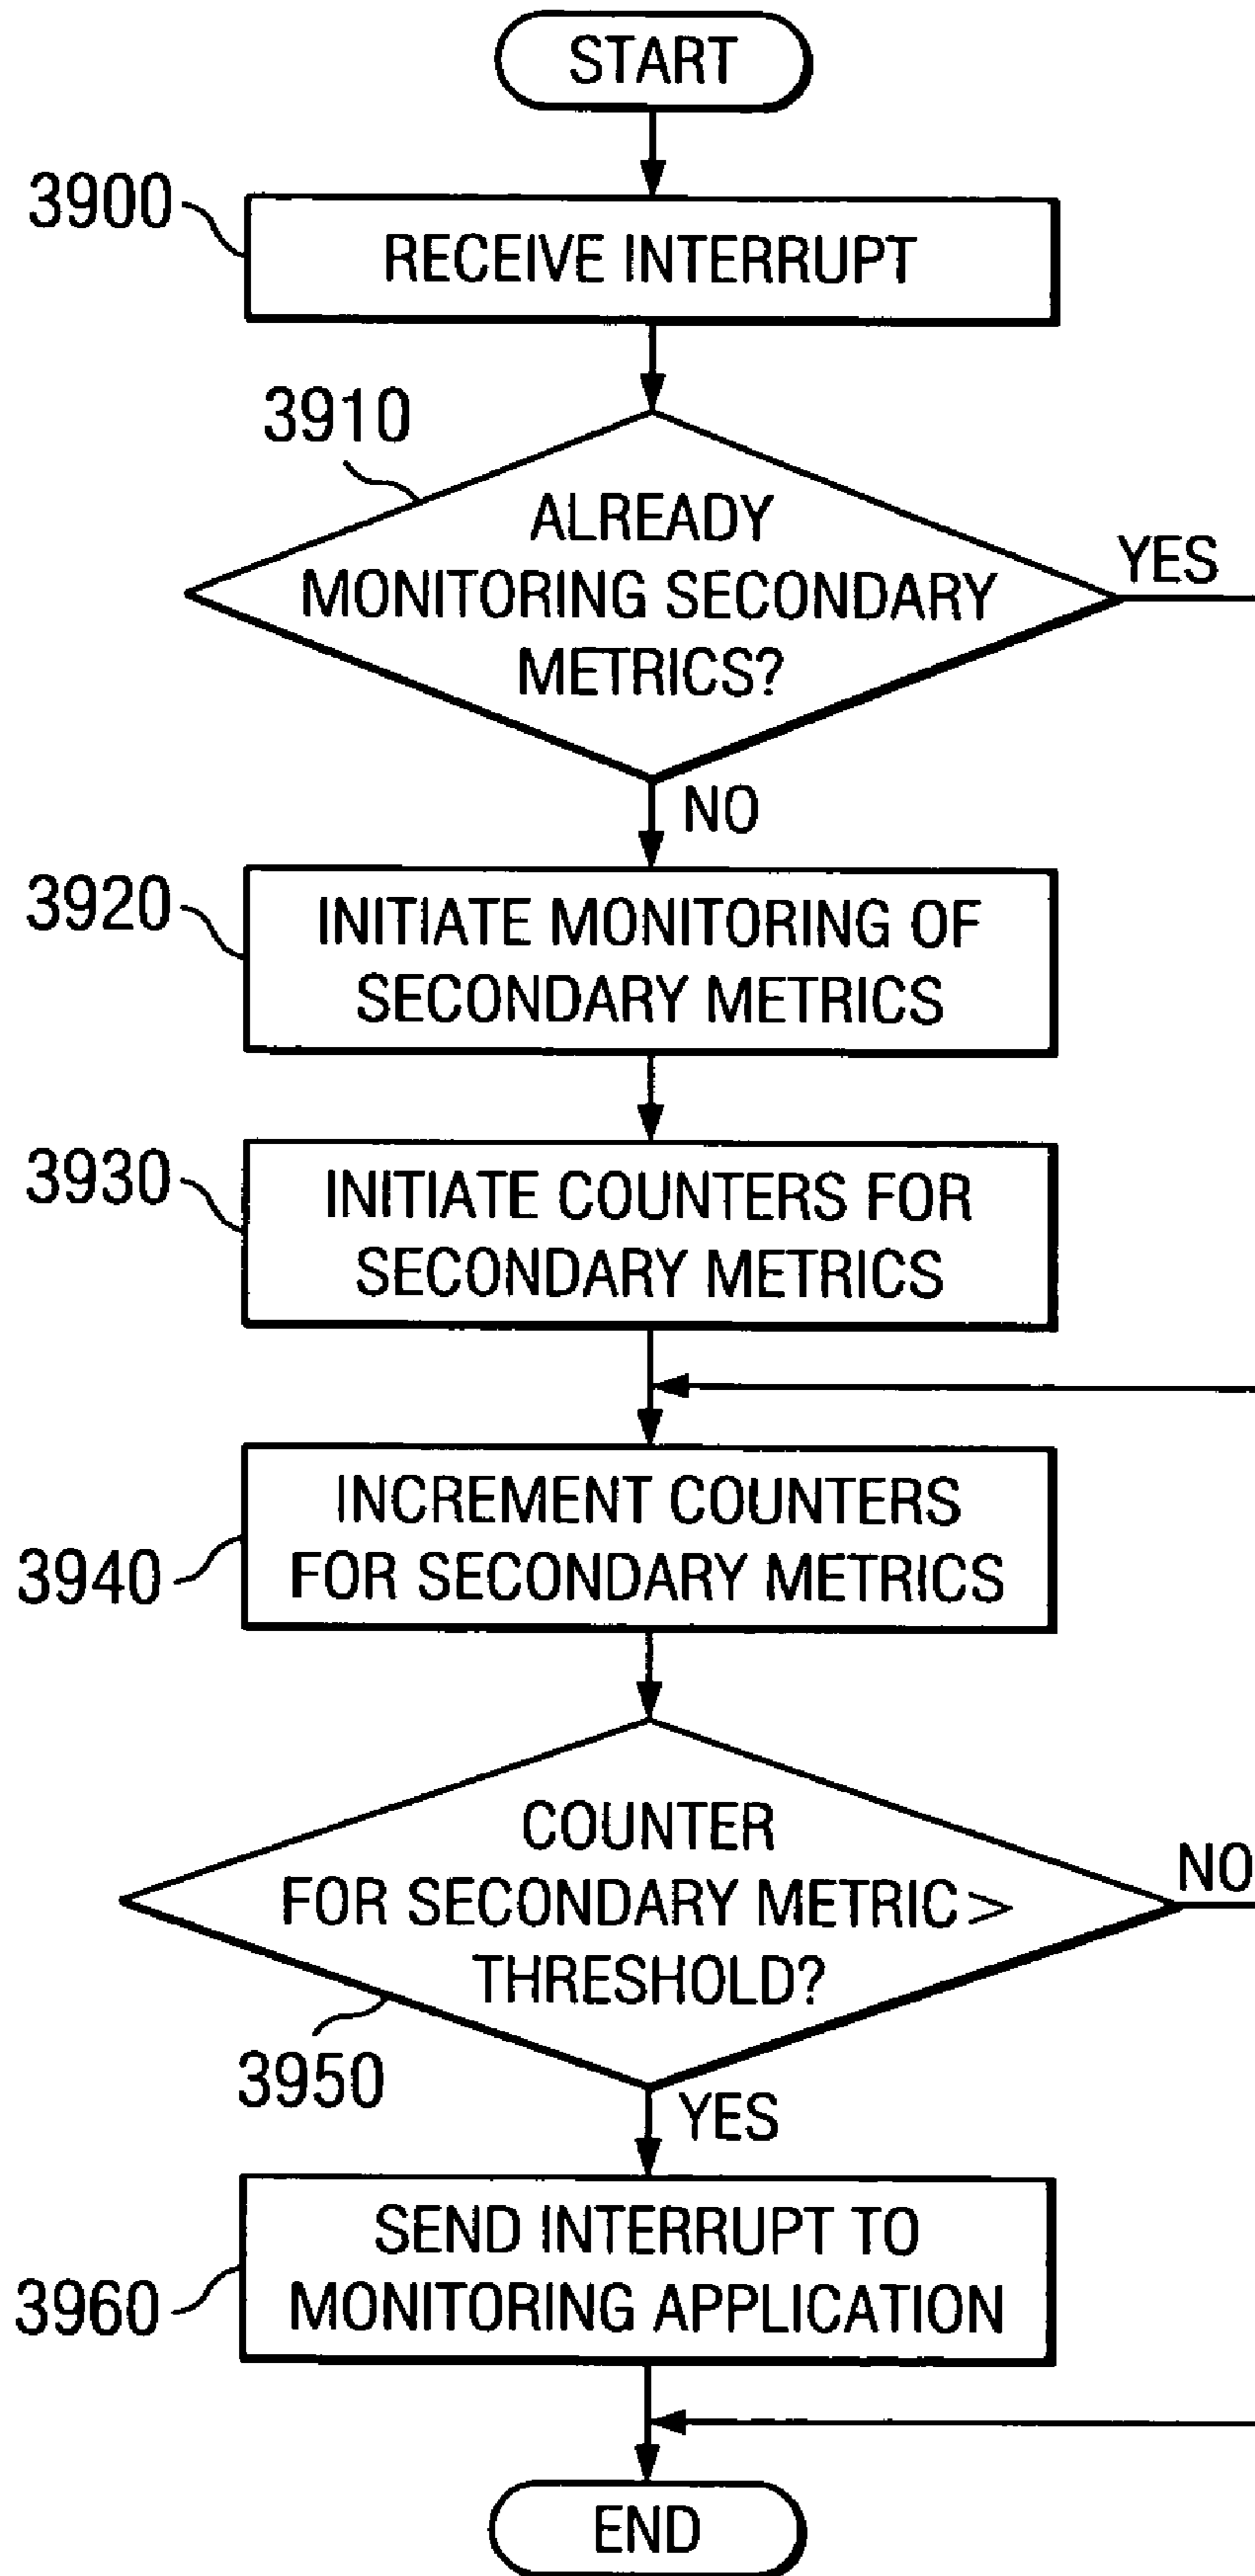 START
3900
RECEIVE INTERRUPT
3910
ALREADY
MONITORING SECONDARY
METRICS?
YES
NO
3920
INITIATE MONITORING OF
SECONDARY METRICS
3930
INITIATE COUNTERS FOR
SECONDARY METRICS
3940
INCREMENT COUNTERS
FOR SECONDARY METRICS
COUNTER
FOR SECONDARY METRIC >
THRESHOLD?
NO
3950
YES
3960
SEND INTERRUPT TO
MONITORING APPLICATION
END